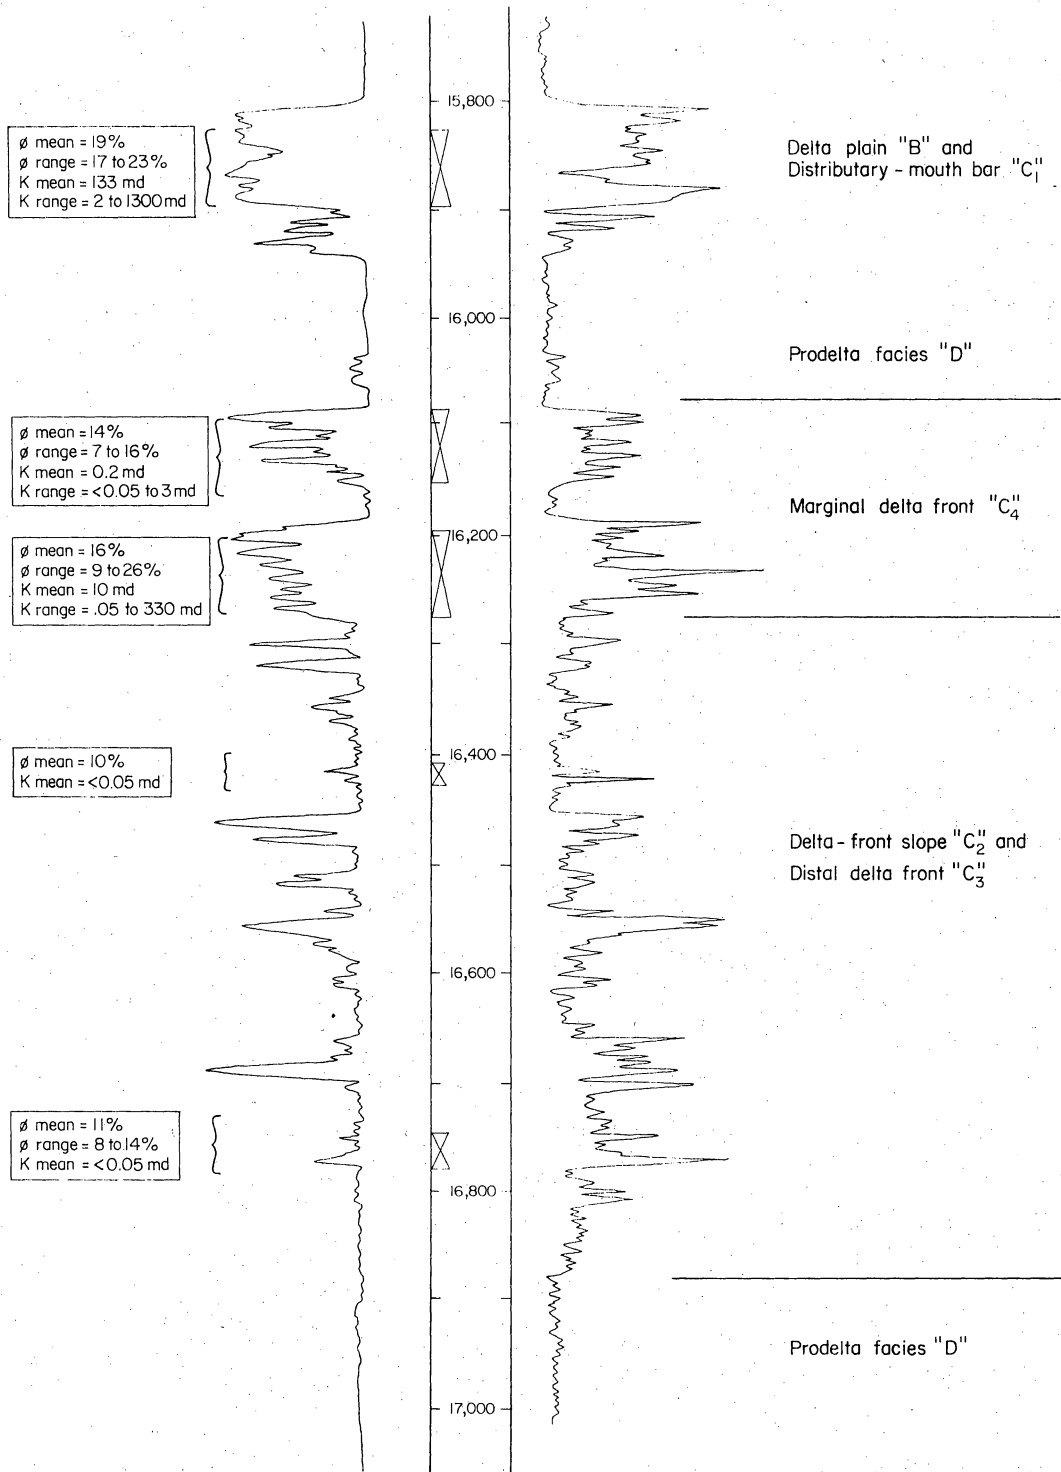 15,800
ø mean = 19%
ø range = 17 to 23%
K mean = 133 md
K range = 2 to 1300 md
Delta plain "B" and
Distributary - mouth bar "C1"
16,000
Prodelta facies "D"
ø mean = 14%
ø range = 7 to 16%
K mean = 0.2 md
K range = <0.05 to 3 md
Marginal delta front "C4"
16,200
ø mean = 16%
ø range = 9 to 26%
K mean = 10 md
K range = .05 to 330 md
16,400
ø mean = 10%
K mean = <0.05 md
Delta - front slope "C2" and
Distal delta front "C3"
16,600
ø mean = 11%
ø range = 8 to 14%
K mean = <0.05 md
16,800
Prodelta facies "D"
17,000